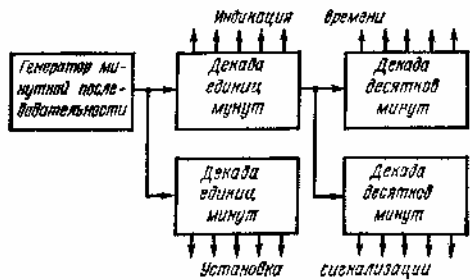 Индикация времени
Генератор ми-
нутной после-
довательности
Декада
единиц
мунут
Декада
десятков
минут
Декада
единиц
минут
Декада
десятков
минут
Установка сигнализации